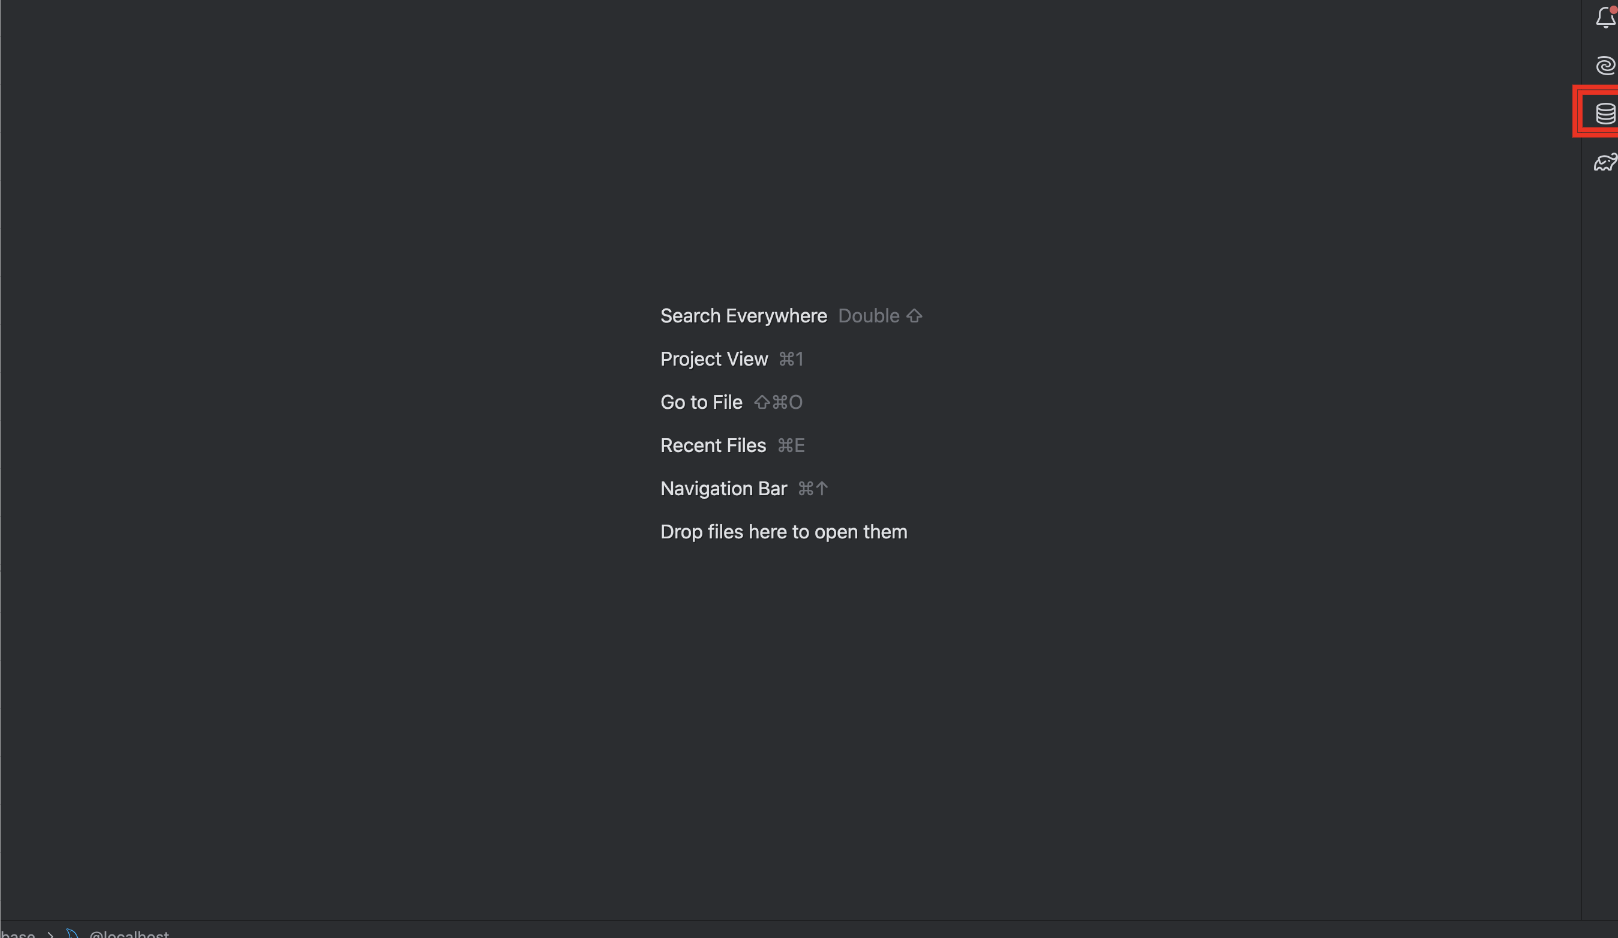 Search Everywhere Double ⇧
Project View ⌘1
Go to File ⇧⌘O
Recent Files ⌘E
Navigation Bar ⌘↑
Drop files here to open them
base > @localhost